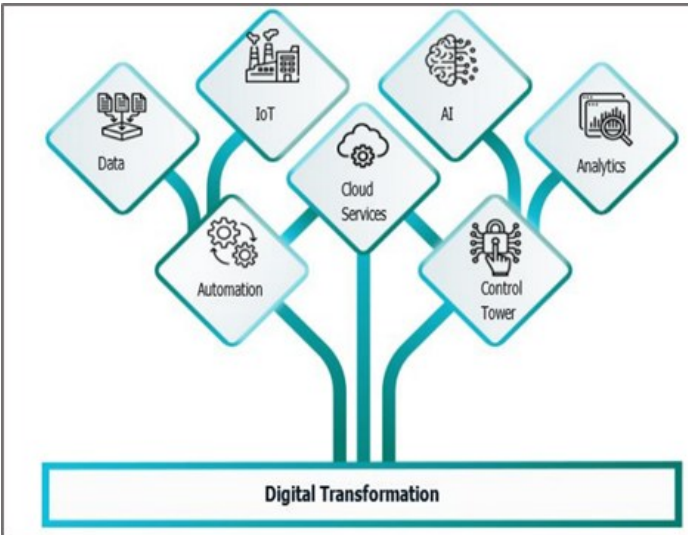 IoT
AI
Data
Analytics
Cloud
Services
Automation
Control
Tower
Digital Transformation